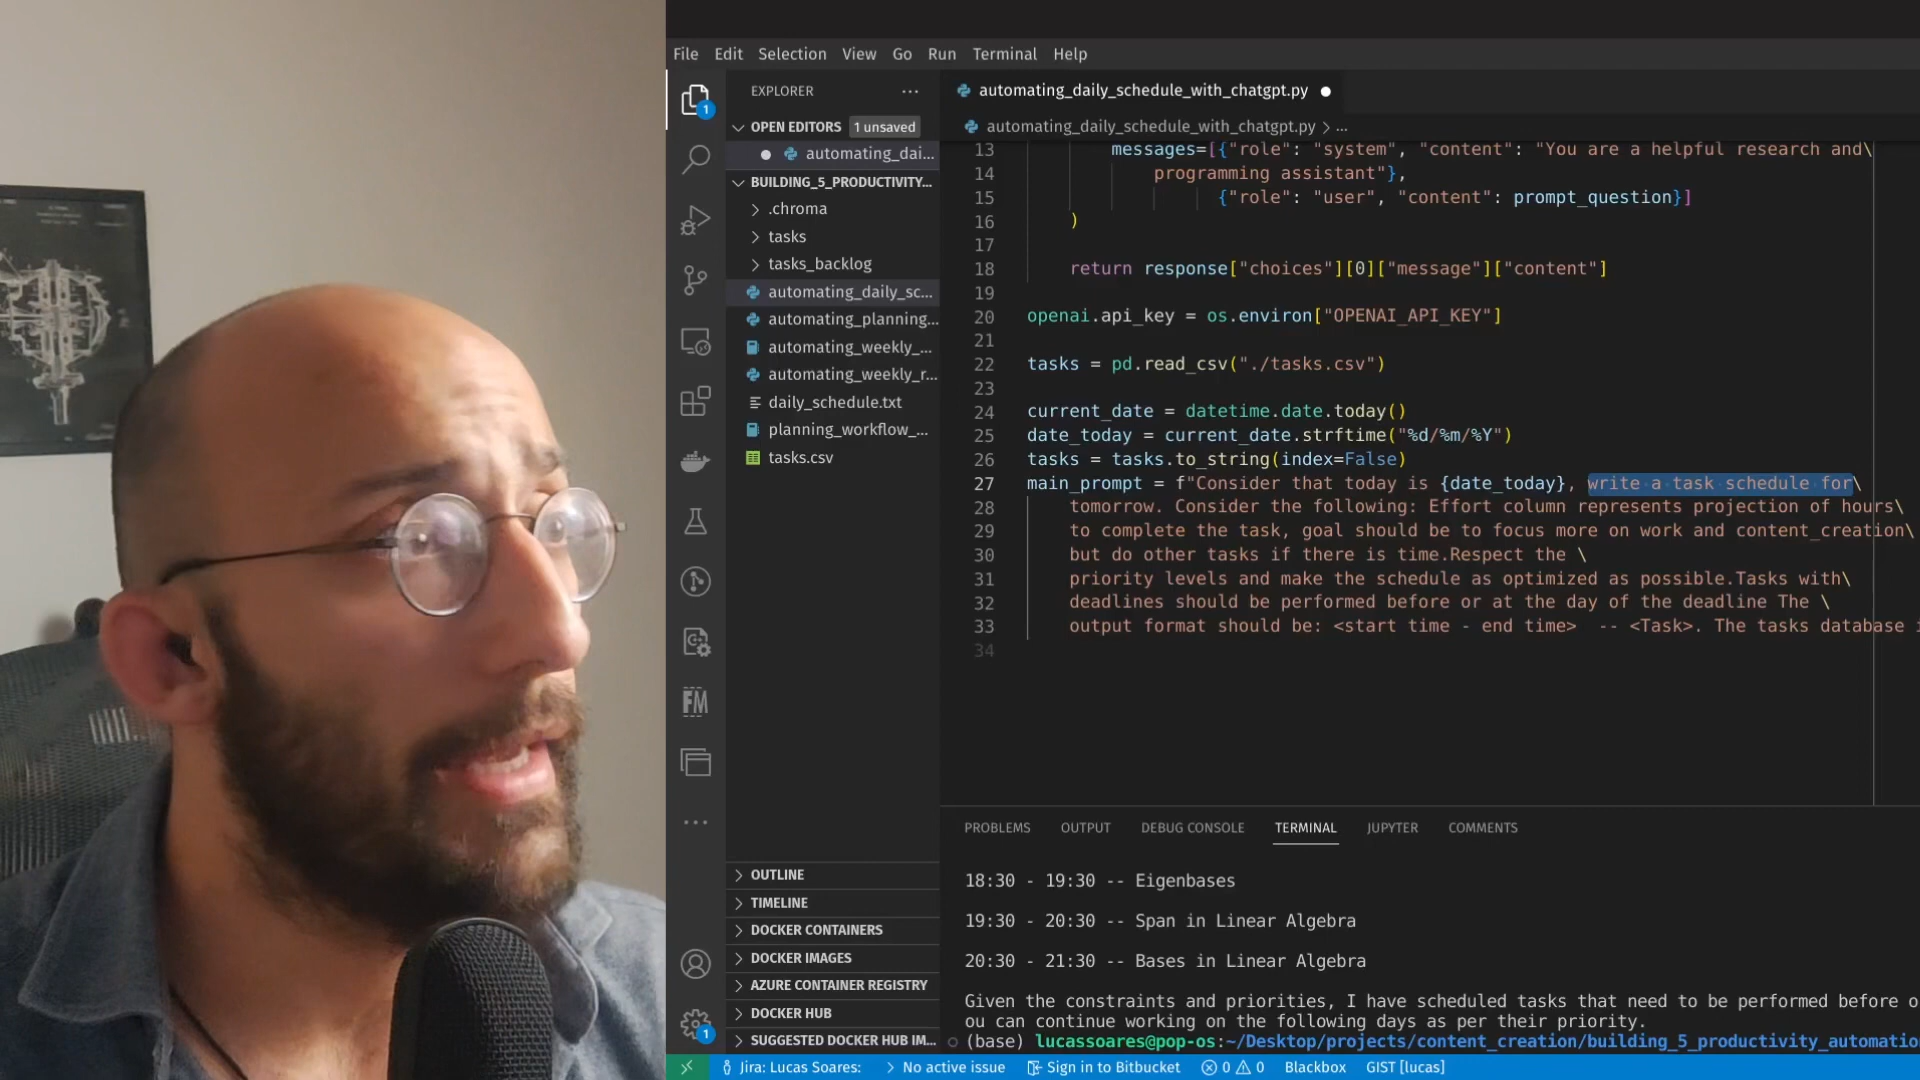 File Edit Selection View Go Run Terminal Help
EXPLORER ...
1
OPEN EDITORS 1 unsaved
automating_dai...
BUILDING_5_PRODUCTIVITY...
.chroma
tasks
tasks_backlog
automating_daily_sc...
automating_planning...
automating_weekly_...
automating_weekly_r...
daily_schedule.txt
planning_workflow_...
tasks.csv
OUTLINE
TIMELINE
DOCKER CONTAINERS
DOCKER IMAGES
AZURE CONTAINER REGISTRY
DOCKER HUB
SUGGESTED DOCKER HUB IM...
FM
1
automating_daily_schedule_with_chatgpt.py
automating_daily_schedule_with_chatgpt.py > ...
13 messages=[{"role": "system", "content": "You are a helpful research and\
14 programming assistant"},
15 {"role": "user", "content": prompt_question}]
16 )
17
18 return response["choices"][0]["message"]["content"]
19
20 openai.api_key = os.environ["OPENAI_API_KEY"]
21
22 tasks = pd.read_csv("./tasks.csv")
23
24 current_date = datetime.date.today()
25 date_today = current_date.strftime("%d/%m/%Y")
26 tasks = tasks.to_string(index=False)
27 main_prompt = f"Consider that today is {date_today}, write a task schedule for\
28 tomorrow. Consider the following: Effort column represents projection of hours\
29 to complete the task, goal should be to focus more on work and content_creation\
30 but do other tasks if there is time.Respect the \
31 priority levels and make the schedule as optimized as possible.Tasks with\
32 deadlines should be performed before or at the day of the deadline The \
33 output format should be: <start time - end time>  -- <Task>. The tasks database i
34
PROBLEMS OUTPUT DEBUG CONSOLE TERMINAL JUPYTER COMMENTS
18:30 - 19:30 -- Eigenbases
19:30 - 20:30 -- Span in Linear Algebra
20:30 - 21:30 -- Bases in Linear Algebra
Given the constraints and priorities, I have scheduled tasks that need to be performed before o
ou can continue working on the following days as per their priority.
(base) lucassoares@pop-os:~/Desktop/projects/content_creation/building_5_productivity_automatio
Jira: Lucas Soares: > No active issue Sign in to Bitbucket 0 0 Blackbox GIST [lucas]